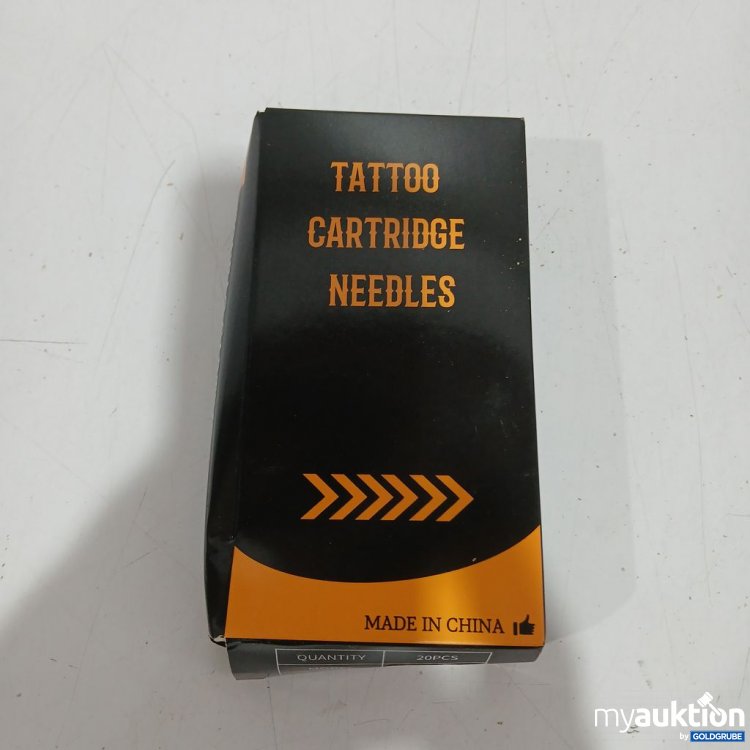 TATTOO
CARTRIDGE
NEEDLES
MADE IN CHINA
QUANTITY 20PCS
myauktion
by GOLDGRUBE